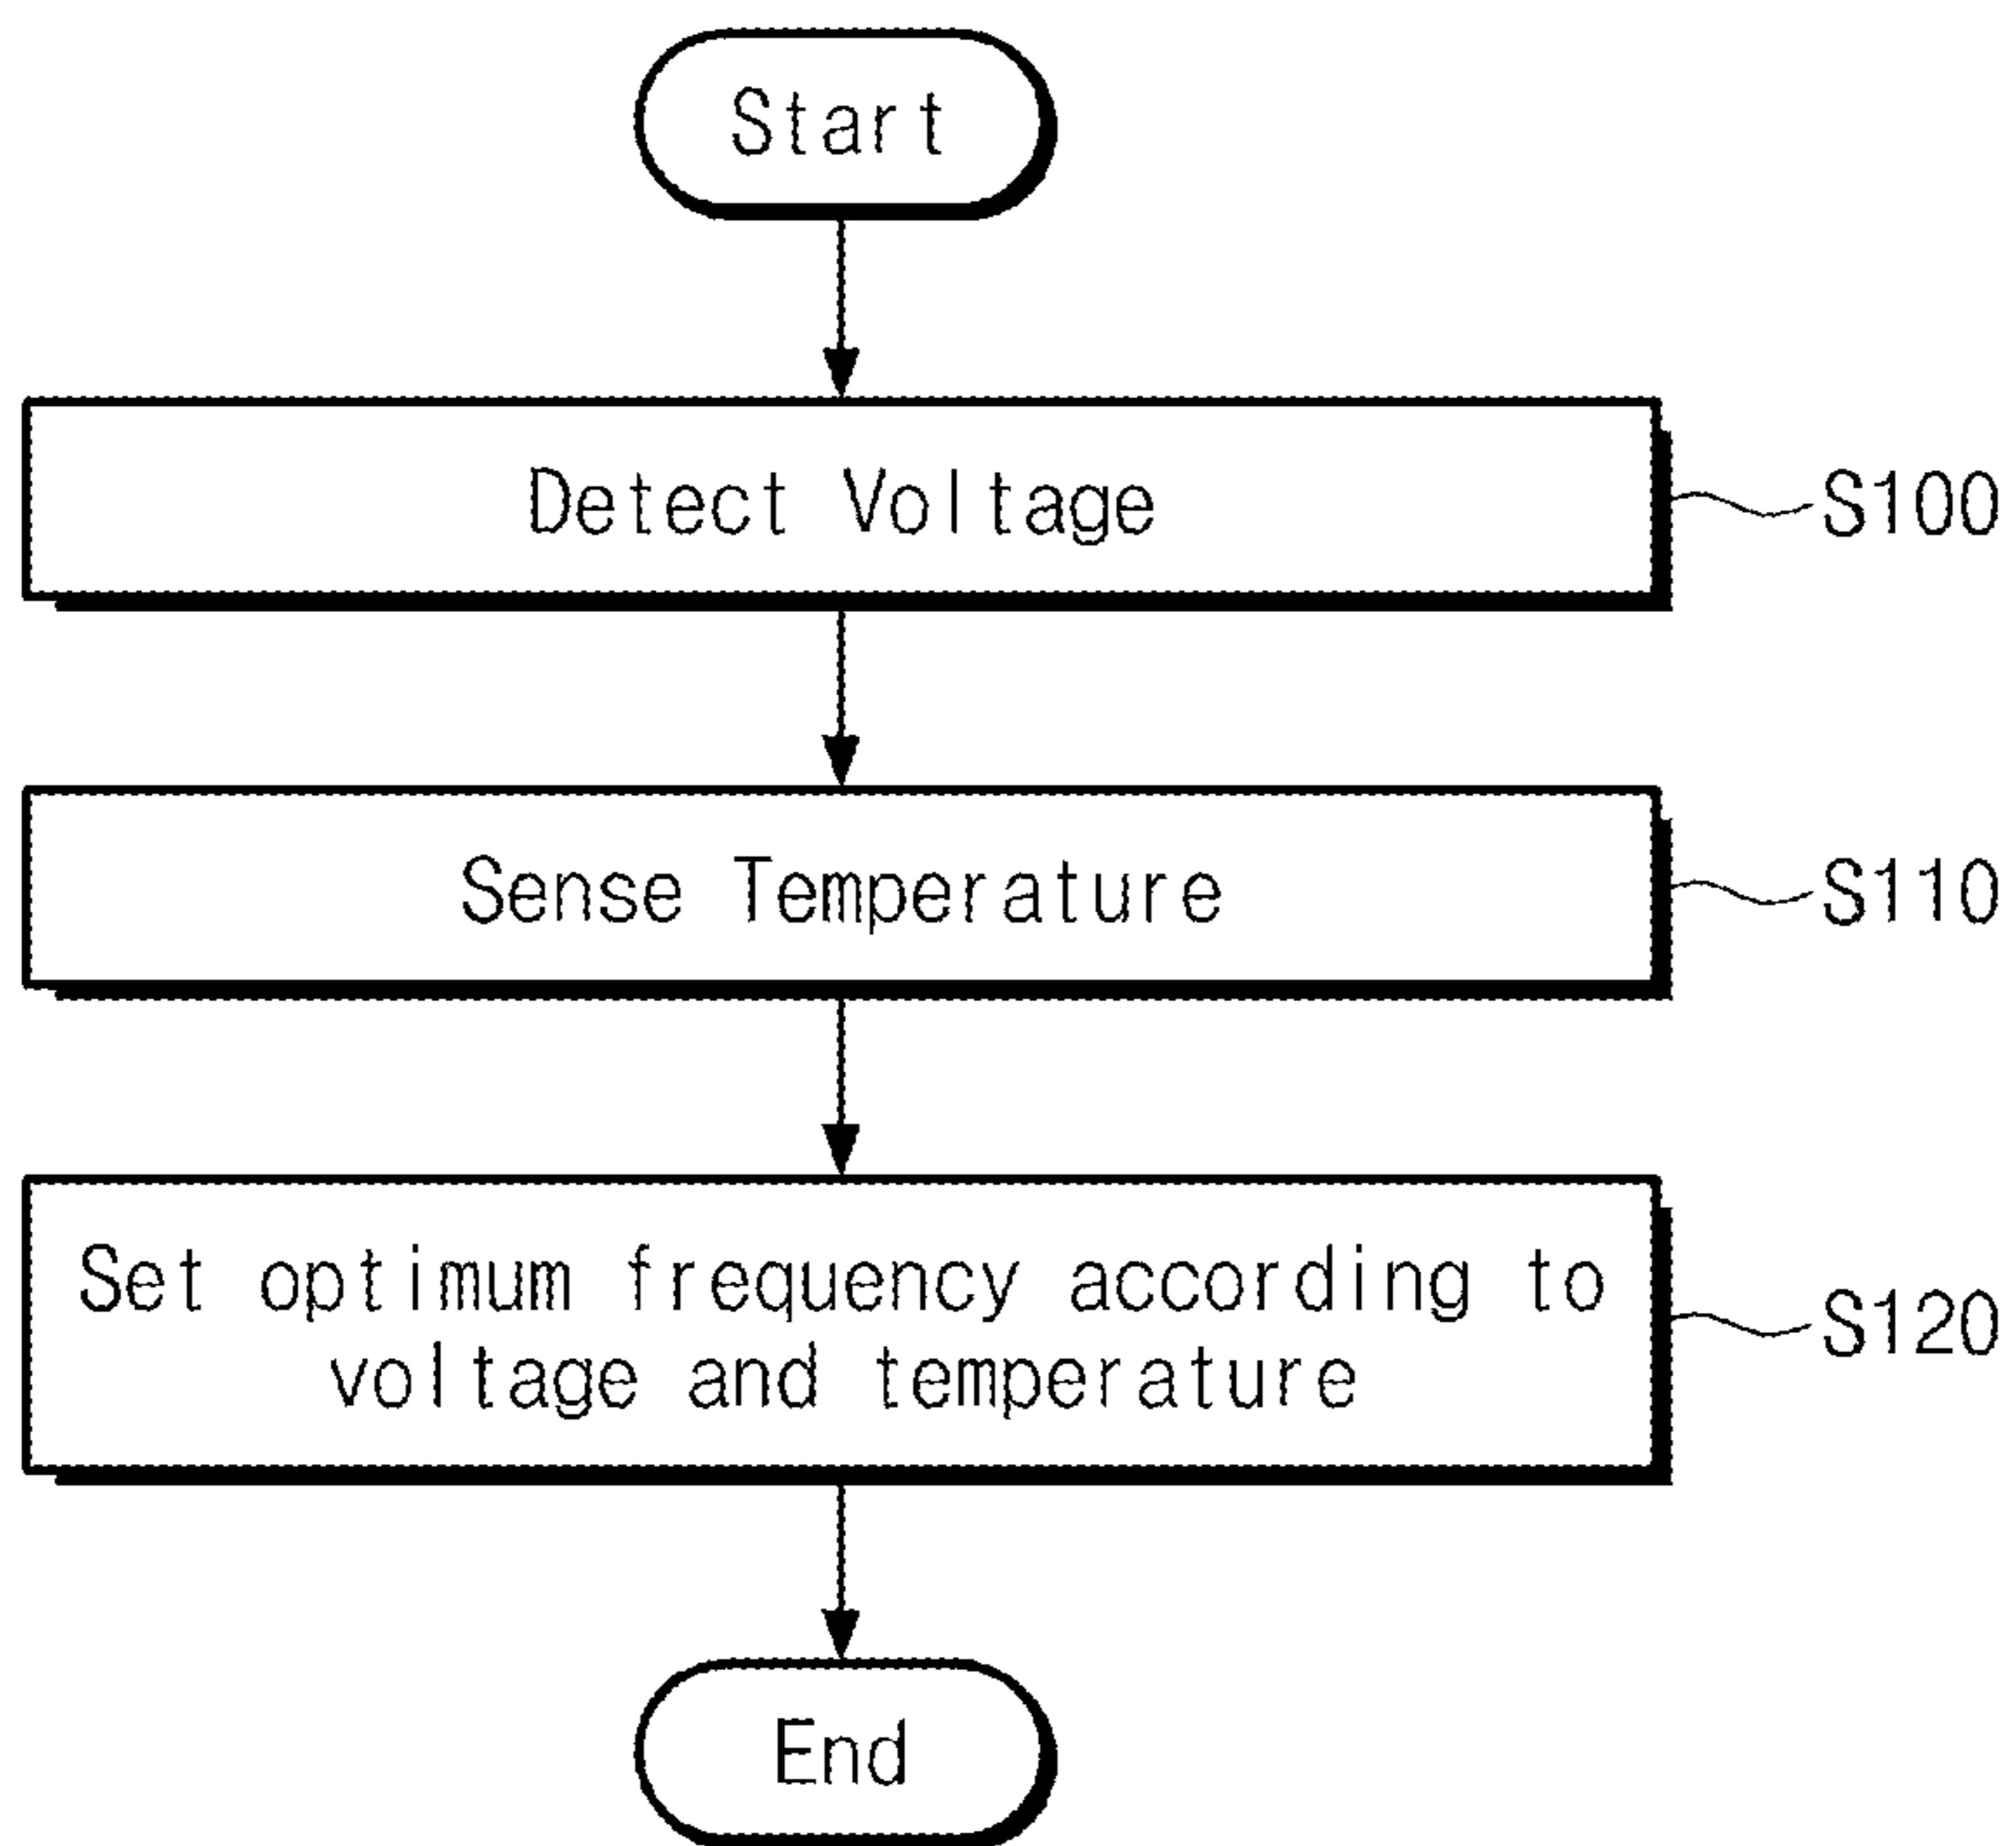 Start
Detect Voltage
S100
Sense Temperature
S110
Set optimum frequency according to
voltage and temperature
S120
End